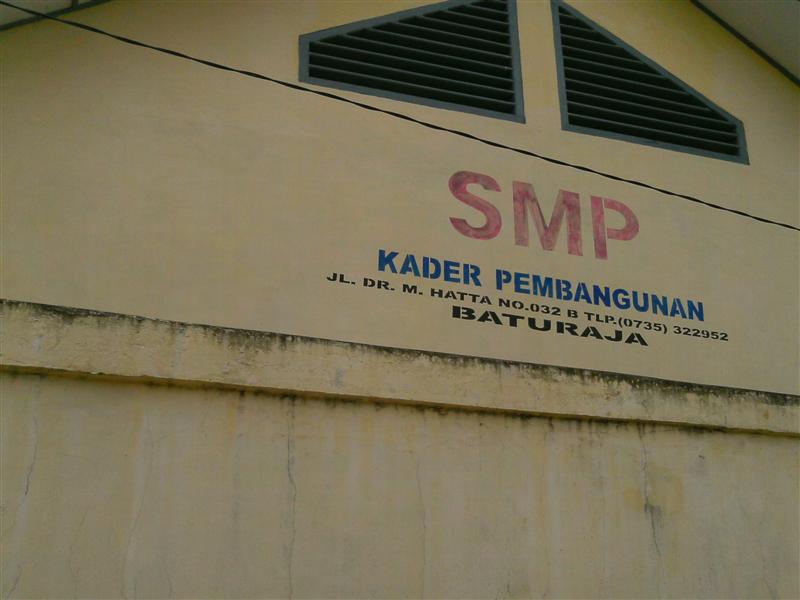 SMP
KADER PEMBANGUNAN
JL. DR. M. HATTA NO.032 B TLP.(0735) 322952
BATURAJA